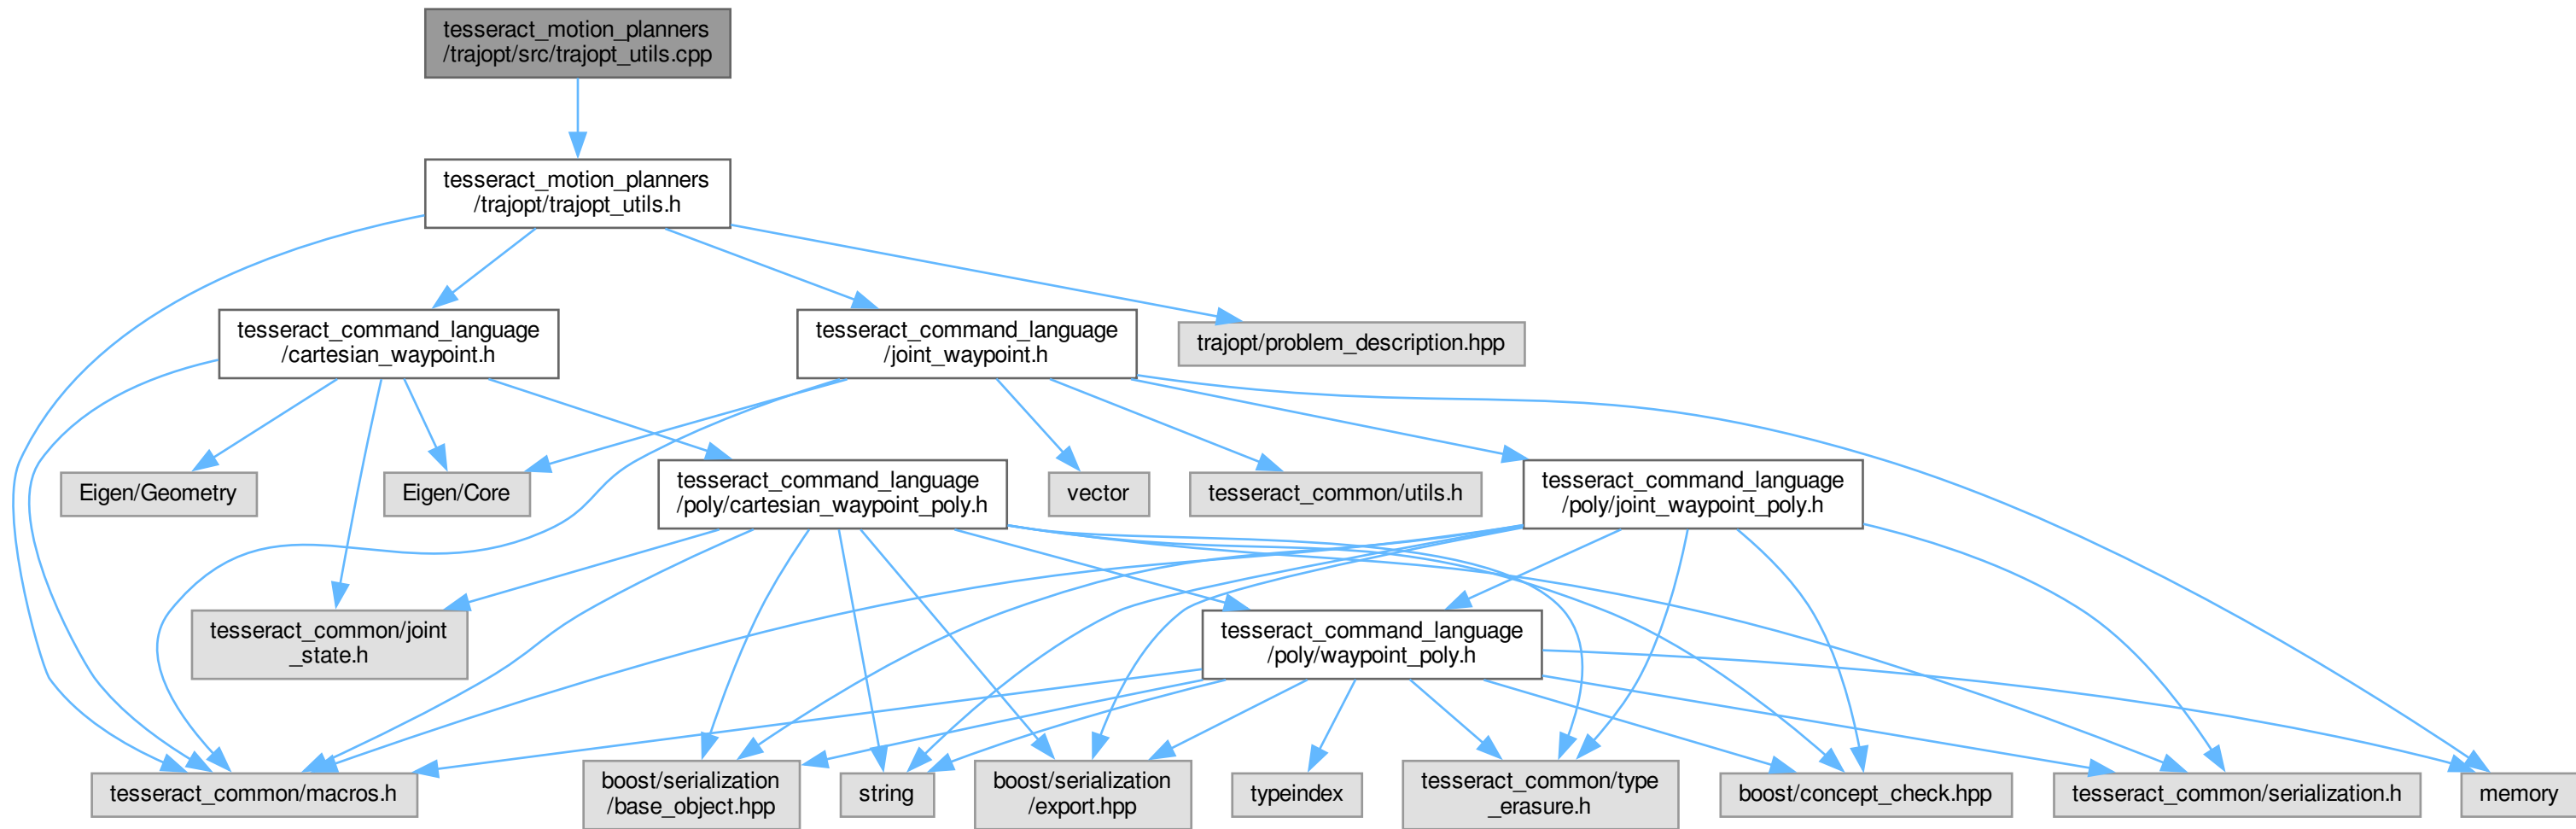 tesseract_motion_planners
/trajopt/src/trajopt_utils.cpp
tesseract_motion_planners
/trajopt/trajopt_utils.h
tesseract_command_language
/cartesian_waypoint.h
tesseract_command_language
/joint_waypoint.h
trajopt/problem_description.hpp
Eigen/Geometry
Eigen/Core
tesseract_command_language
/poly/cartesian_waypoint_poly.h
vector
tesseract_common/utils.h
tesseract_command_language
/poly/joint_waypoint_poly.h
tesseract_common/joint
_state.h
tesseract_command_language
/poly/waypoint_poly.h
tesseract_common/macros.h
boost/serialization
/base_object.hpp
string
boost/serialization
/export.hpp
typeindex
tesseract_common/type
_erasure.h
boost/concept_check.hpp
tesseract_common/serialization.h
memory